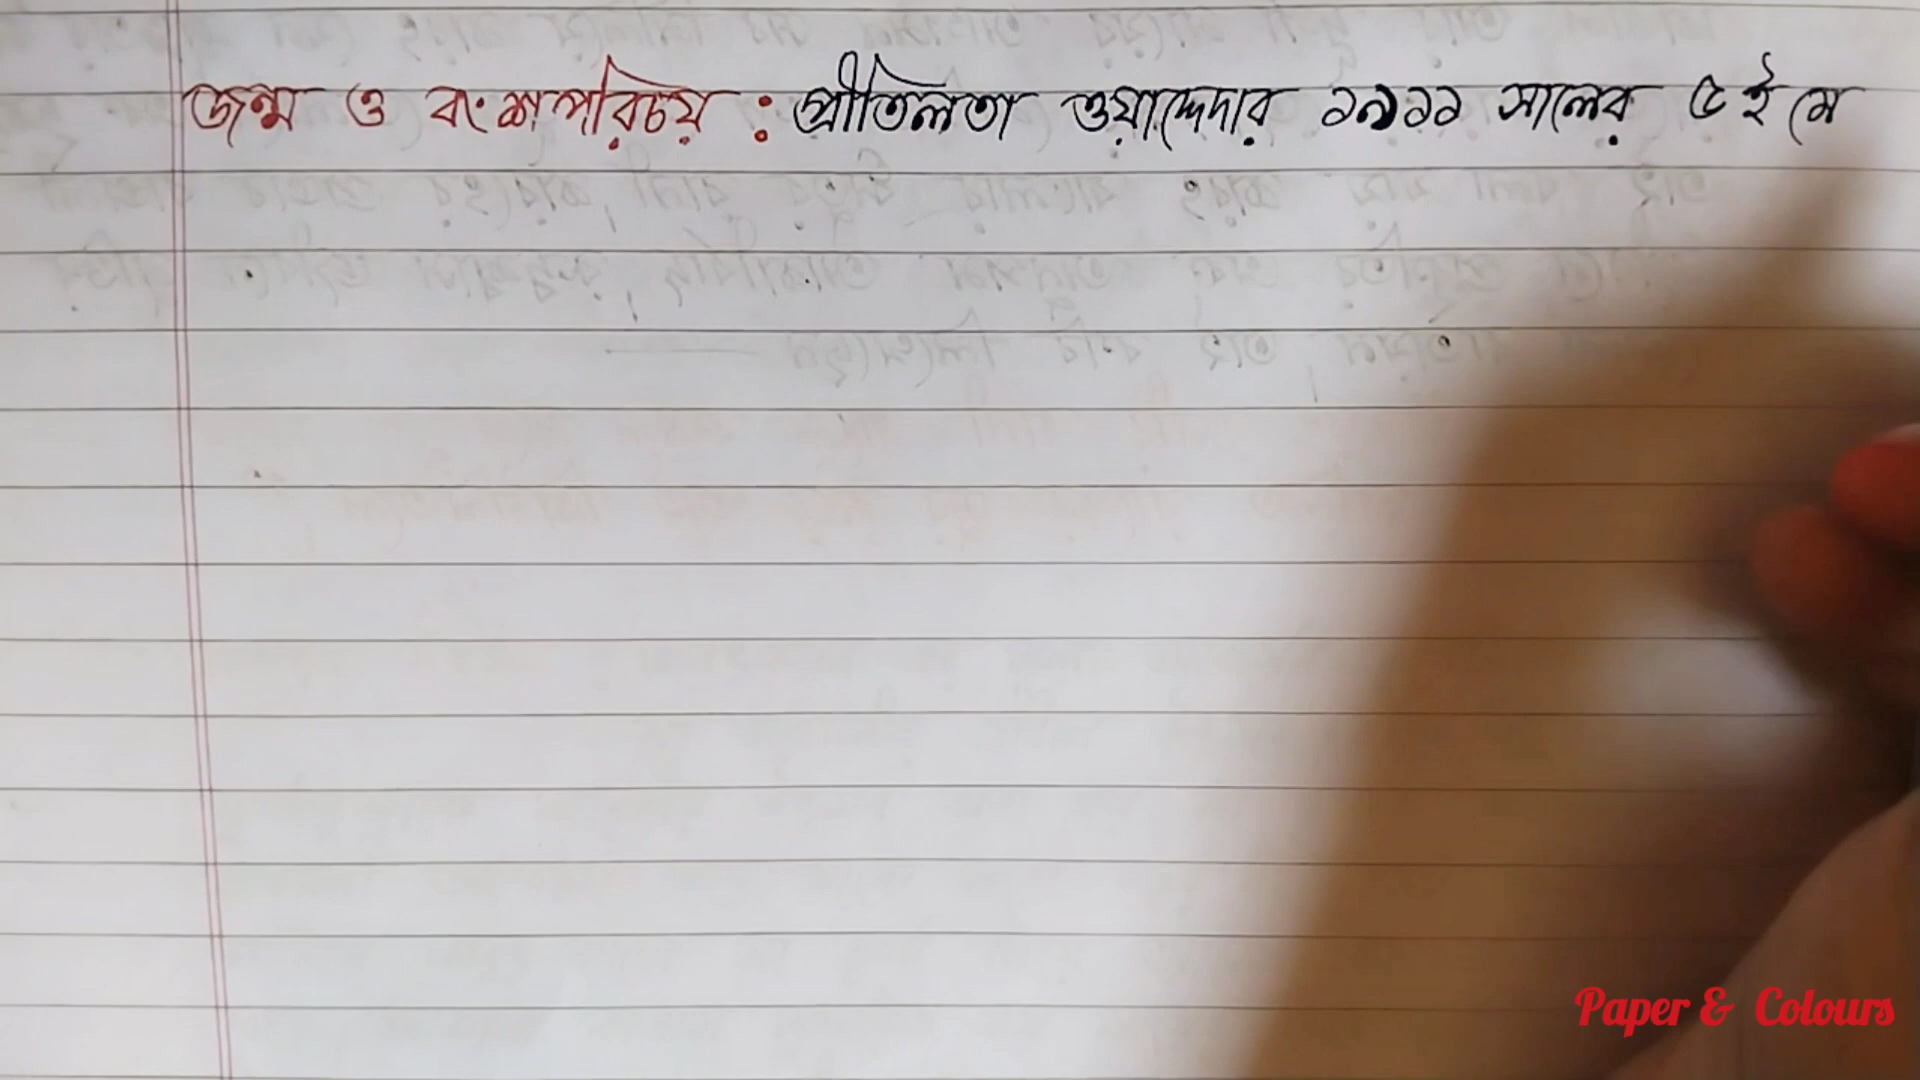 জন্ম ও বংশপরিচয় : প্রীতিলতা ওয়াদ্দেদার ১৯১১ সালের ৫ই মে
Paper & Colours